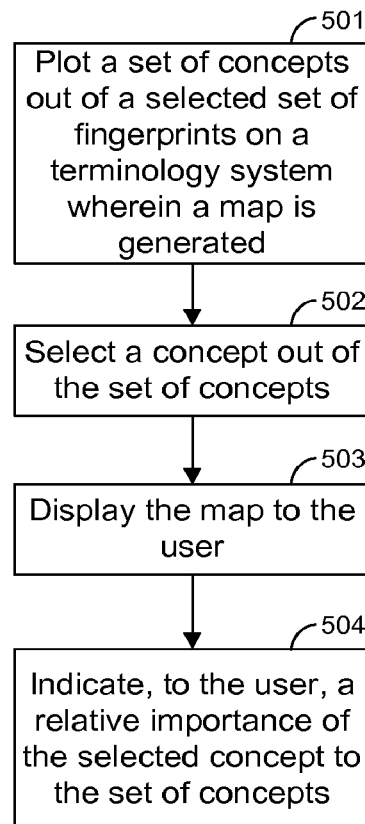 501
Plot a set of concepts
out of a selected set of
fingerprints on a
terminology system
wherein a map is
generated
502
Select a concept out of
the set of concepts
503
Display the map to the
user
504
Indicate, to the user, a
relative importance of
the selected concept to
the set of concepts